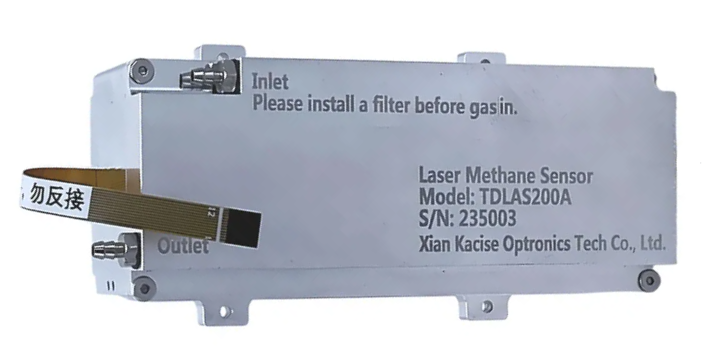 Inlet
Please install a filter before gas in.
Laser Methane Sensor
Model: TDLAS200A
S/N: 235003
Xian Kacise Optronics Tech Co., Ltd.
勿反接
12
Outlet